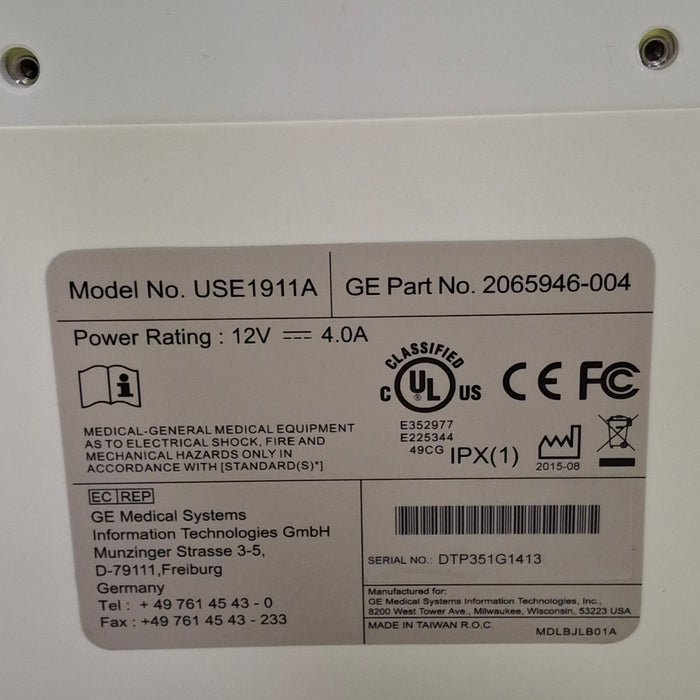 Model No. USE1911A
GE Part No. 2065946-004
Power Rating : 12V ⎓ 4.0A
i
CLASSIFIED
C UL US
®
CE FC
E352977
E225344
49CG
IPX(1)
2015-08
MEDICAL-GENERAL MEDICAL EQUIPMENT
AS TO ELECTRICAL SHOCK, FIRE AND
MECHANICAL HAZARDS ONLY IN
ACCORDANCE WITH [STANDARD(S)*]
EC REP
GE Medical Systems
Information Technologies GmbH
Munzinger Strasse 3-5,
D-79111,Freiburg
Germany
Tel : + 49 761 45 43 - 0
Fax : +49 761 45 43 - 233
SERIAL NO.: DTP351G1413
Manufactured for:
GE Medical Systems Information Technologies, Inc.,
8200 West Tower Ave., Milwaukee, Wisconsin, 53223 USA
MADE IN TAIWAN R.O.C.
MDLBJLB01A